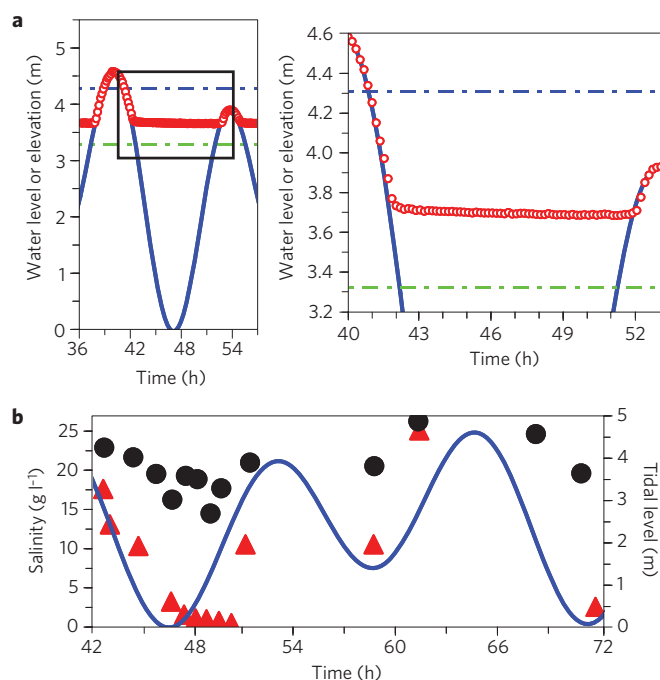 a
Water level or elevation (m)
5
4
3
2
1
0
36 42 48 54
Time (h)
Water level or elevation (m)
4.6
4.3
4.0
3.8
3.6
3.4
3.2
40 43 46 49 52
Time (h)
b
Salinity (g l⁻¹)
25
20
15
10
5
0
42 48 54 60 66 72
Time (h)
5
4
3
2
1
0
Tidal level (m)